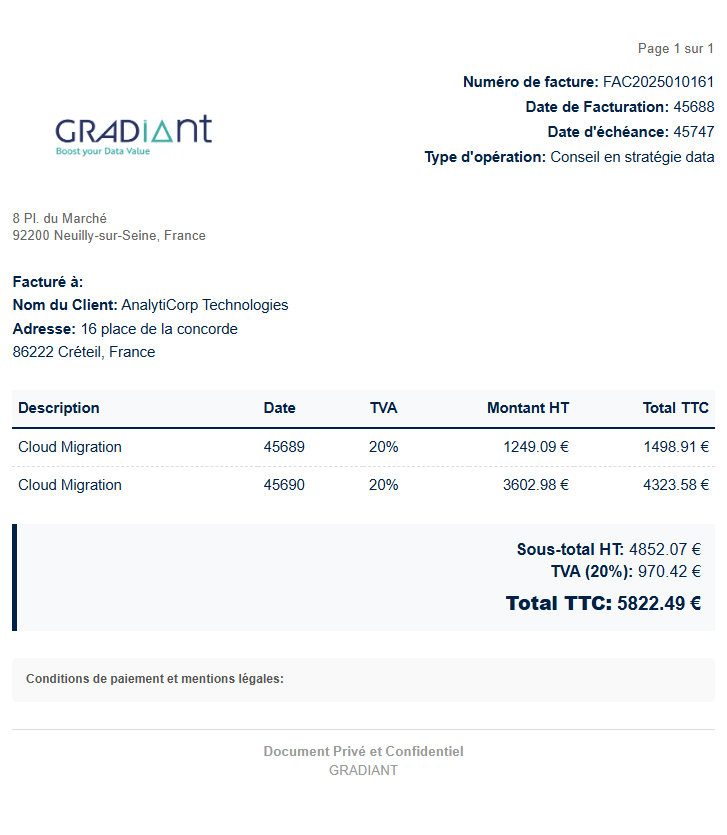 Page 1 sur 1
Numéro de facture: FAC2025010161
Date de Facturation: 45688
Date d'échéance: 45747
Type d'opération: Conseil en stratégie data
GRADIANT
Boost your Data Value
8 Pl. du Marché
92200 Neuilly-sur-Seine, France
Facturé à:
Nom du Client: AnalytiCorp Technologies
Adresse: 16 place de la concorde
86222 Créteil, France
Description Date TVA Montant HT Total TTC
Cloud Migration 45689 20% 1249.09 € 1498.91 €
Cloud Migration 45690 20% 3602.98 € 4323.58 €
Sous-total HT: 4852.07 €
TVA (20%): 970.42 €
Total TTC: 5822.49 €
Conditions de paiement et mentions légales:
Document Privé et Confidentiel
GRADIANT